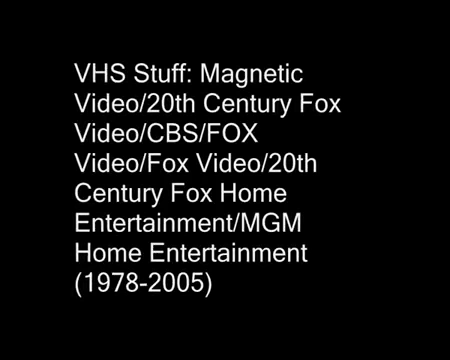 VHS Stuff: Magnetic
Video/20th Century Fox
Video/CBS/FOX
Video/Fox Video/20th
Century Fox Home
Entertainment/MGM
Home Entertainment
(1978-2005)